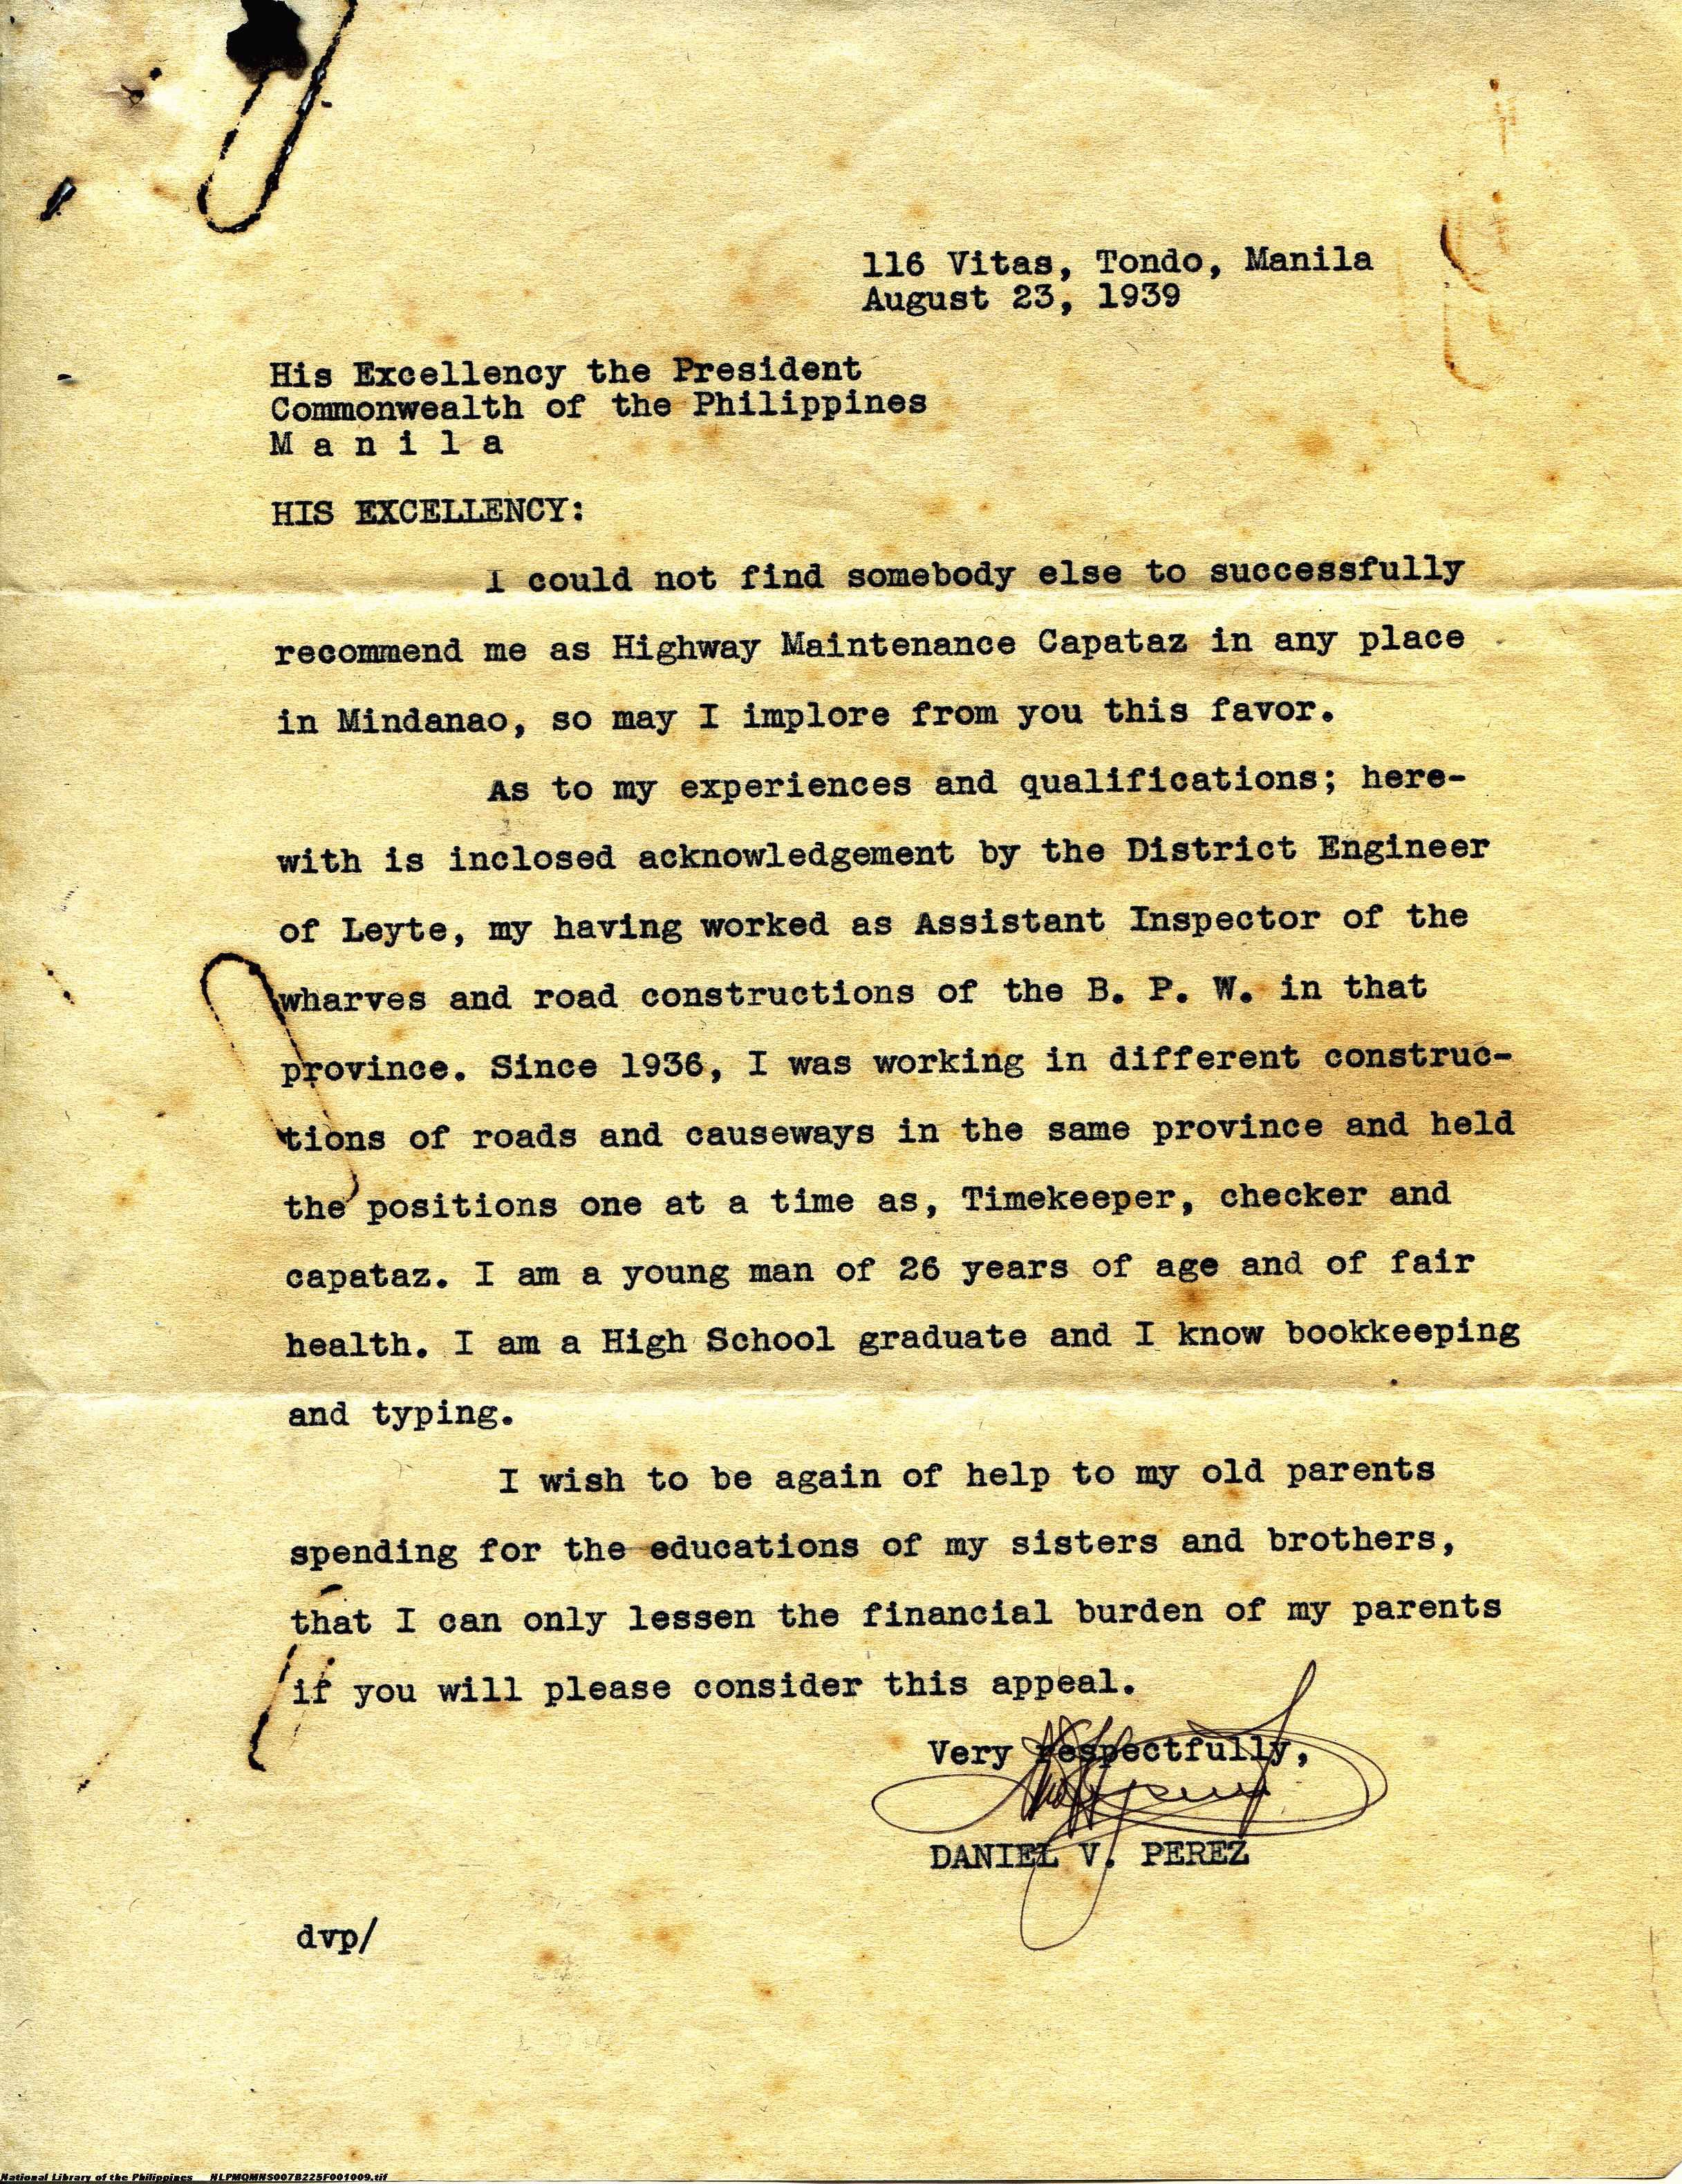 116 Vitas, Tondo, Manila
August 23, 1939
His Excellency the President
Commonwealth of the Philippines
M a n i l a
HIS EXCELLENCY:
I could not find somebody else to successfully
recommend me as Highway Maintenance Capataz in any place
in Mindanao, so may I implore from you this favor.
As to my experiences and qualifications; here-
with is inclosed acknowledgement by the District Engineer
of Leyte, my having worked as Assistant Inspector of the
wharves and road constructions of the B. P. W. in that
province. Since 1936, I was working in different construc-
tions of roads and causeways in the same province and held
the positions one at a time as, Timekeeper, checker and
capataz. I am a young man of 26 years of age and of fair
health. I am a High School graduate and I know bookkeeping
and typing.
I wish to be again of help to my old parents
spending for the educations of my sisters and brothers,
that I can only lessen the financial burden of my parents
if you will please consider this appeal.
Very respectfully,
DANIEL V. PEREZ
dvp/
National Library of the Philippines NLPMQMNS007B225F001009.tif